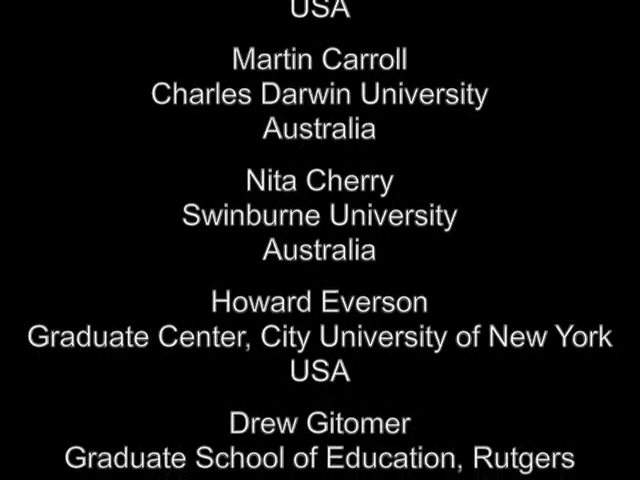 USA
Martin Carroll
Charles Darwin University
Australia
Nita Cherry
Swinburne University
Australia
Howard Everson
Graduate Center, City University of New York
USA
Drew Gitomer
Graduate School of Education, Rutgers